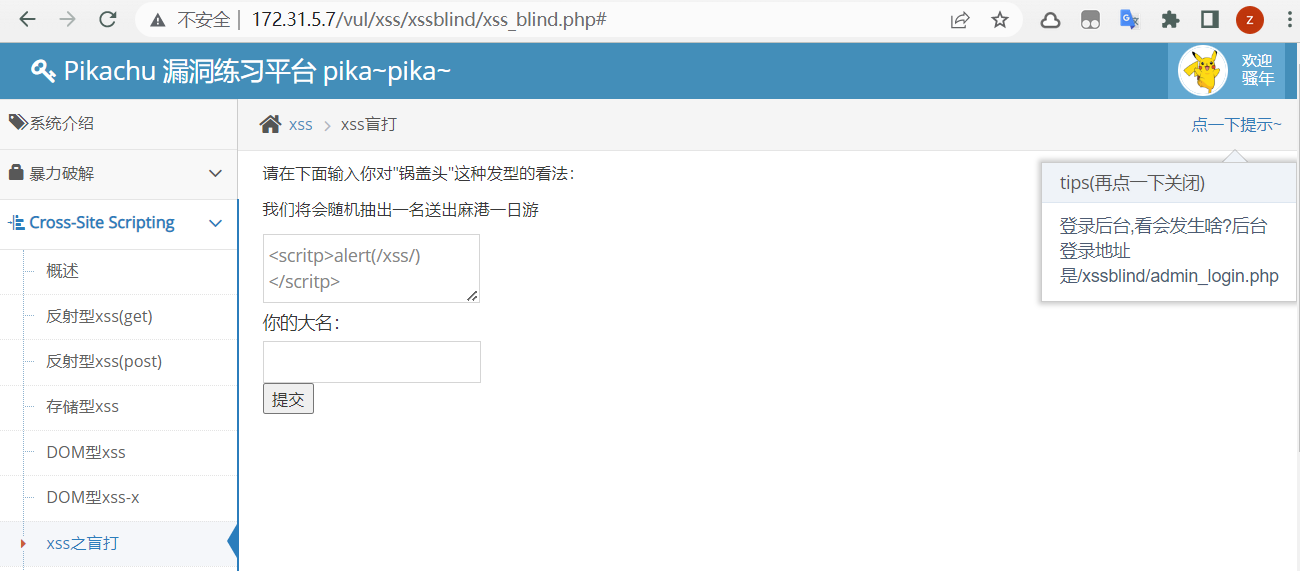 不安全 | 172.31.5.7/vul/xss/xssblind/xss_blind.php#
z
Pikachu 漏洞练习平台 pika~pika~
欢迎
骚年
系统介绍
暴力破解
Cross-Site Scripting
概述
反射型xss(get)
反射型xss(post)
存储型xss
DOM型xss
DOM型xss-x
xss之盲打
xss > xss盲打
点一下提示~
请在下面输入你对"锅盖头"这种发型的看法：
我们将会随机抽出一名送出麻港一日游
<scritp>alert(/xss/)
</scritp>
你的大名：
提交
tips(再点一下关闭)
登录后台,看会发生啥?后台
登录地址
是/xssblind/admin_login.php